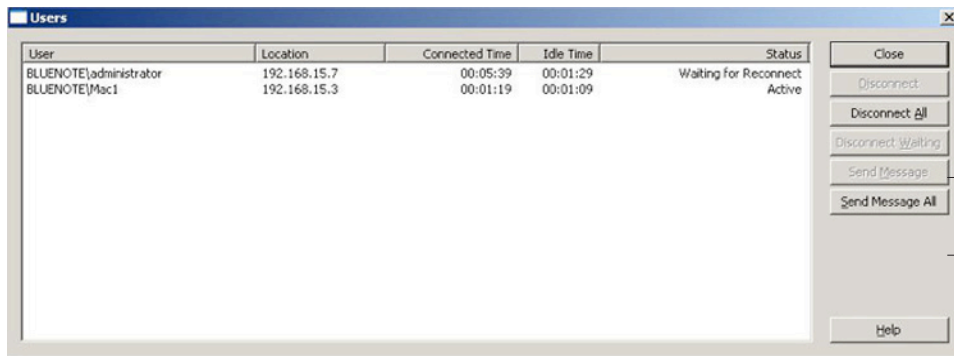 Users
User Location Connected Time Idle Time Status
BLUENOTE\administrator 192.168.15.7 00:05:39 00:01:29 Waiting for Reconnect
BLUENOTE\Mac1 192.168.15.3 00:01:19 00:01:09 Active
Close
Disconnect
Disconnect All
Disconnect Waiting
Send Message
Send Message All
Help